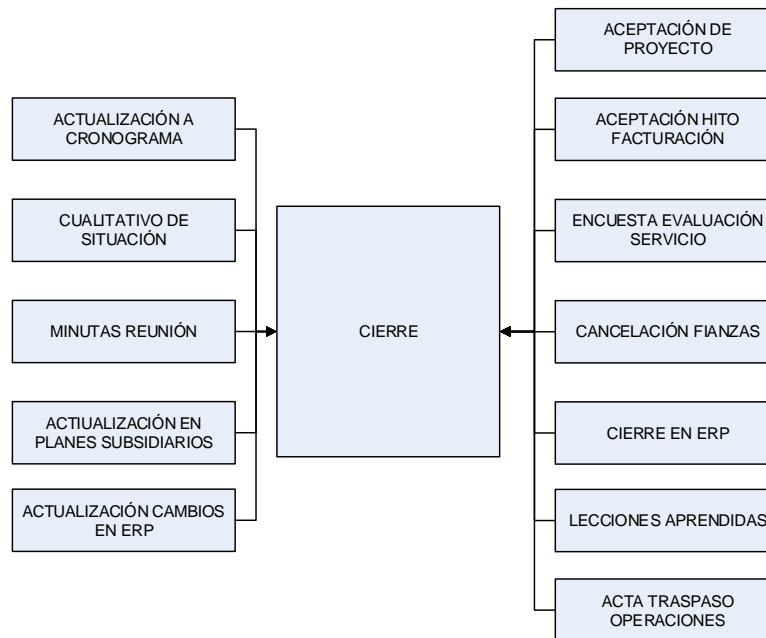 ACTUALIZACIÓN A
CRONOGRAMA
CUALITATIVO DE
SITUACIÓN
MINUTAS REUNIÓN
ACTIUALIZACIÓN EN
PLANES SUBSIDIARIOS
ACTUALIZACIÓN CAMBIOS
EN ERP
CIERRE
ACEPTACIÓN DE
PROYECTO
ACEPTACIÓN HITO
FACTURACIÓN
ENCUESTA EVALUACIÓN
SERVICIO
CANCELACIÓN FIANZAS
CIERRE EN ERP
LECCIONES APRENDIDAS
ACTA TRASPASO
OPERACIONES